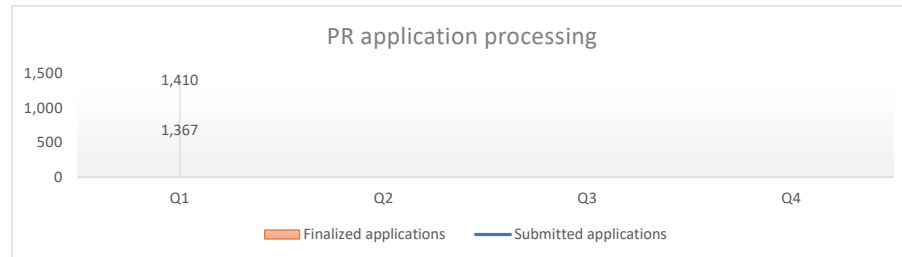 PR application processing
1,500
1,410
1,000
1,367
500
0
Q1 Q2 Q3 Q4
Finalized applications Submitted applications